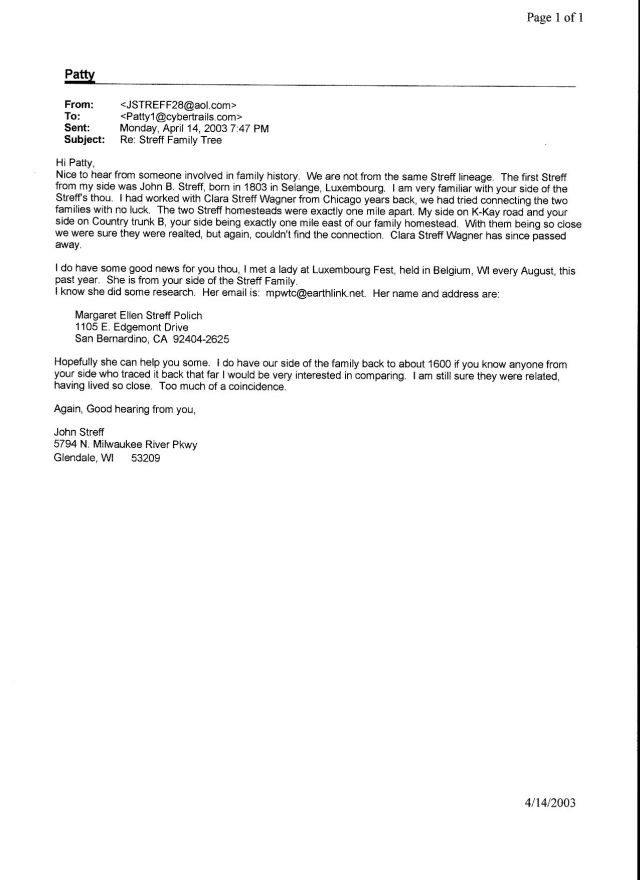 Page 1 of 1
Patty
From: <JSTREFF28@aol.com>
To: <Patty1@cybertrails.com>
Sent: Monday, April 14, 2003 7:47 PM
Subject: Re: Streff Family Tree
Hi Patty,
Nice to hear from someone involved in family history. We are not from the same Streff lineage. The first Streff
from my side was John B. Streff, born in 1803 in Selange, Luxembourg. I am very familiar with your side of the
Streff's thou. I had worked with Clara Streff Wagner from Chicago years back, we had tried connecting the two
families with no luck. The two Streff homesteads were exactly one mile apart. My side on K-Kay road and your
side on Country trunk B, your side being exactly one mile east of our family homestead. With them being so close
we were sure they were realted, but again, couldn't find the connection. Clara Streff Wagner has since passed
away.
I do have some good news for you thou, I met a lady at Luxembourg Fest, held in Belgium, WI every August, this
past year. She is from your side of the Streff Family.
I know she did some research. Her email is: mpwtc@earthlink.net. Her name and address are:
Margaret Ellen Streff Polich
1105 E. Edgemont Drive
San Bernardino, CA 92404-2625
Hopefully she can help you some. I do have our side of the family back to about 1600 if you know anyone from
your side who traced it back that far I would be very interested in comparing. I am still sure they were related,
having lived so close. Too much of a coincidence.
Again, Good hearing from you,
John Streff
5794 N. Milwaukee River Pkwy
Glendale, WI 53209
4/14/2003